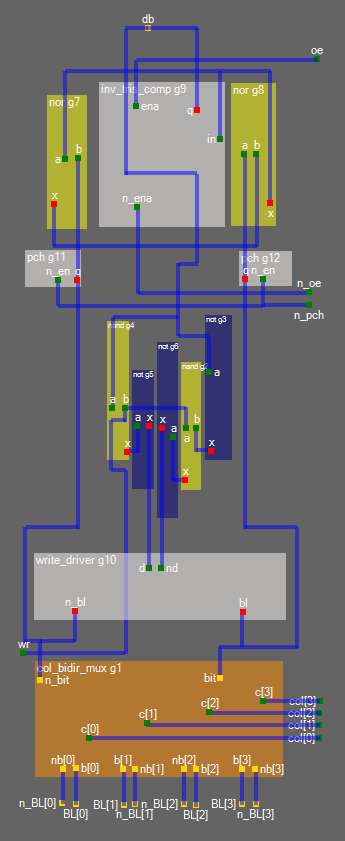 db
oe
inv_tris_comp g9
nor g7
nor g8
ena
q
in
a b
a b
x
x
n_ena
pch g11
pch g12
n_en q
q n_en
n_oe
n_pch
nand g4
not g3
not g6
not g5
nand g2
a
a b
a x
x
a
a
b
x
x
x
write_driver g10
d
nd
n_bl
bl
wr
col_bidir_mux g1
n_bit
bit
c[3]
col[3]
c[2]
col[2]
c[1]
col[1]
c[0]
col[0]
nb[0]
b[0]
b[1]
nb[1]
nb[2]
b[2]
b[3]
nb[3]
n_BL[0]
BL[0]
BL[1]
n_BL[1]
n_BL[2]
BL[2]
BL[3]
n_BL[3]